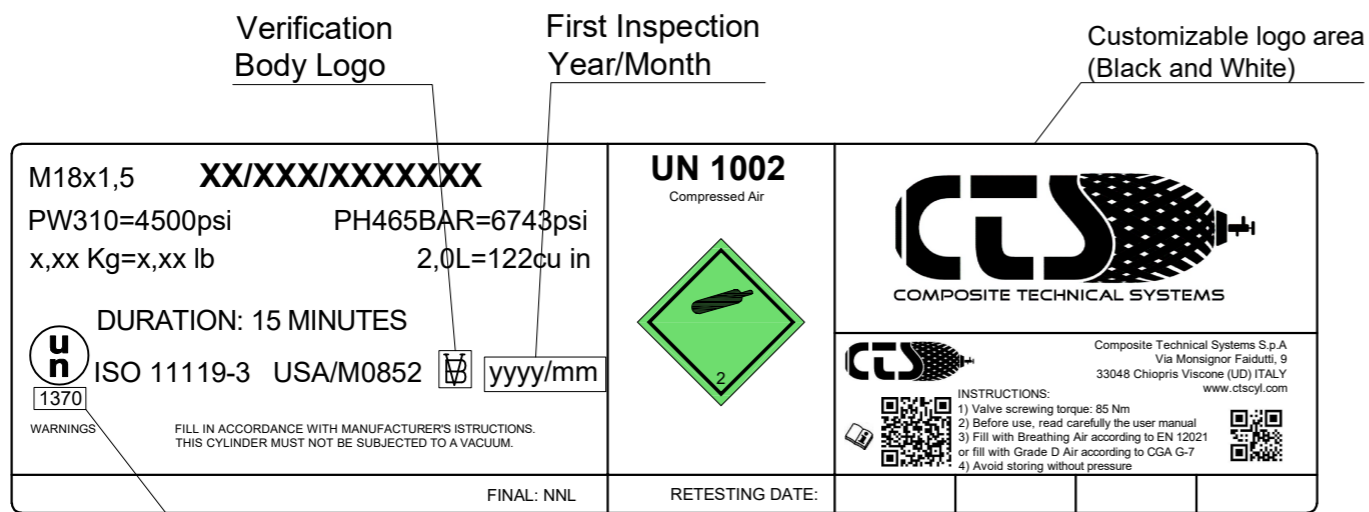 Verification
Body Logo
First Inspection
Year/Month
Customizable logo area
(Black and White)
M18x1,5 XX/XXX/XXXXXXX
PW310=4500psi PH465BAR=6743psi
x,xx Kg=x,xx lb 2,0L=122cu in
DURATION: 15 MINUTES
un
ISO 11119-3 USA/M0852 VB yyyy/mm
1370
WARNINGS
FILL IN ACCORDANCE WITH MANUFACTURER'S ISTRUCTIONS.
THIS CYLINDER MUST NOT BE SUBJECTED TO A VACUUM.
FINAL: NNL
UN 1002
Compressed Air
2
RETESTING DATE:
CTS
COMPOSITE TECHNICAL SYSTEMS
CTS
Composite Technical Systems S.p.A
Via Monsignor Faidutti, 9
33048 Chiopris Viscone (UD) ITALY
www.ctscyl.com
INSTRUCTIONS:
1) Valve screwing torque: 85 Nm
2) Before use, read carefully the user manual
3) Fill with Breathing Air according to EN 12021
or fill with Grade D Air according to CGA G-7
4) Avoid storing without pressure